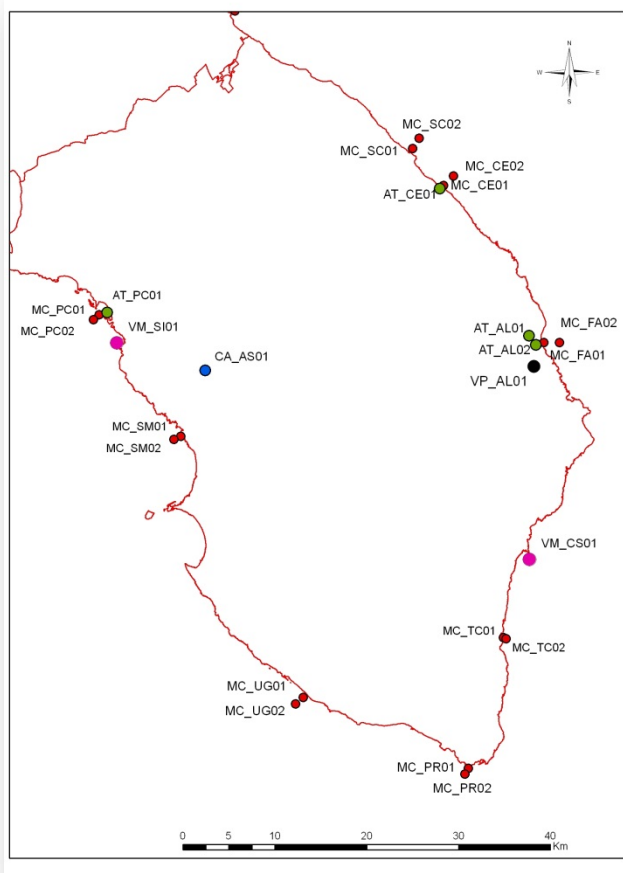 N
W E
S
MC_SC02
MC_SC01
MC_CE02
MC_CE01
AT_CE01
AT_PC01
MC_PC01
MC_PC02
VM_SI01
AT_AL01
MC_FA02
AT_AL02
MC_FA01
CA_AS01
VP_AL01
MC_SM01
MC_SM02
VM_CS01
MC_TC01
MC_TC02
MC_UG01
MC_UG02
MC_PR01
MC_PR02
0 5 10 20 30 40
Km